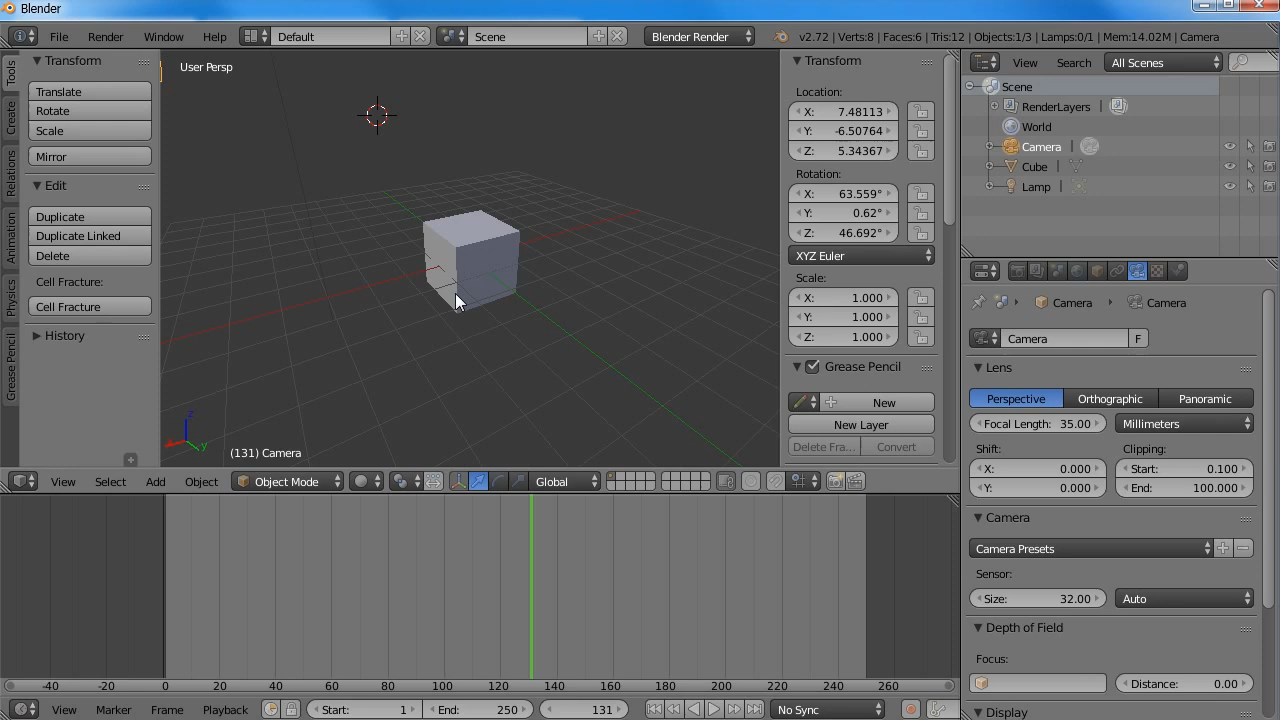 Blender
File Render Window Help Default Scene Blender Render v2.72 | Verts:8 | Faces:6 | Tris:12 | Objects:1/3 | Lamps:0/1 | Mem:14.02M | Camera
Tools
Create
Relations
Animation
Physics
Grease Pencil
Transform
Translate
Rotate
Scale
Mirror
Edit
Duplicate
Duplicate Linked
Delete
Cell Fracture:
Cell Fracture
History
User Persp
z
x
y
(131) Camera
Transform
Location:
X: 7.48113
Y: -6.50764
Z: 5.34367
Rotation:
X: 63.559°
Y: 0.62°
Z: 46.692°
XYZ Euler
Scale:
X: 1.000
Y: 1.000
Z: 1.000
Grease Pencil
New
New Layer
Delete Fra... Convert
View Search All Scenes
Scene
RenderLayers
World
Camera
Cube
Lamp
Camera Camera
Camera F
Lens
Perspective Orthographic Panoramic
Focal Length: 35.00 Millimeters
Shift: Clipping:
X: 0.000 Start: 0.100
Y: 0.000 End: 100.000
Camera
Camera Presets
Sensor:
Size: 32.00 Auto
Depth of Field
Focus:
Distance: 0.00
Display
View Select Add Object Object Mode Global
-40 -20 0 20 40 60 80 100 120 140 160 180 200 220 240 260
View Marker Frame Playback Start: 1 End: 250 131 No Sync